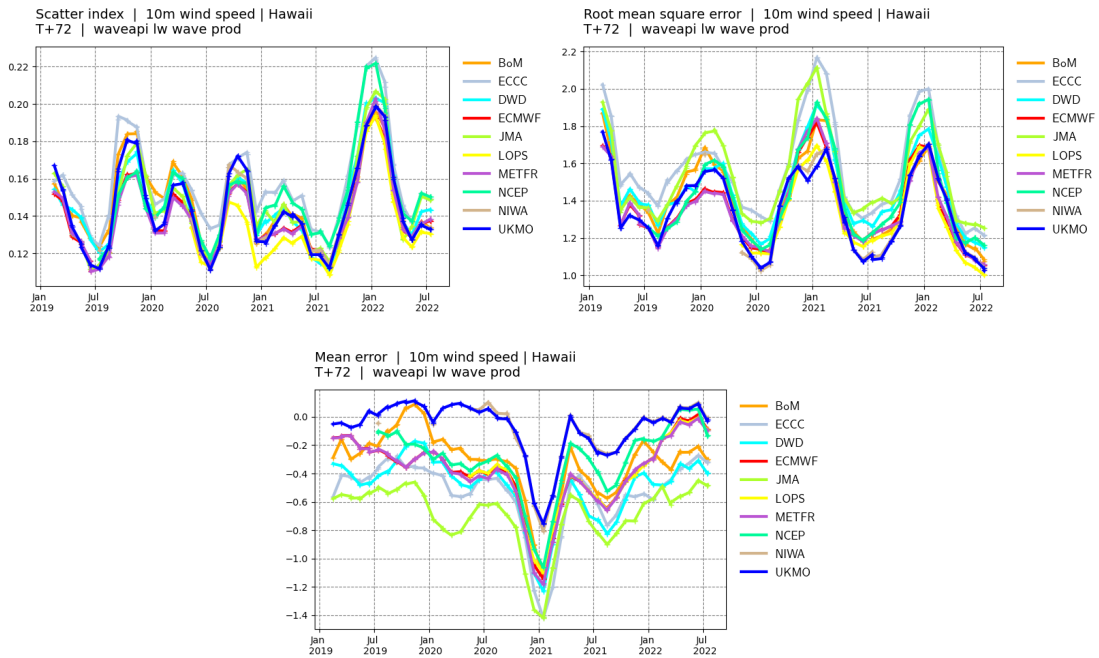 Scatter index | 10m wind speed | Hawaii
T+72 | waveapi lw wave prod
0.22
0.20
0.18
0.16
0.14
0.12
Jan Jul Jan Jul Jan Jul Jan Jul
2019 2019 2020 2020 2021 2021 2022 2022
BoM
ECCC
DWD
ECMWF
JMA
LOPS
METFR
NCEP
NIWA
UKMO
Root mean square error | 10m wind speed | Hawaii
T+72 | waveapi lw wave prod
2.2
2.0
1.8
1.6
1.4
1.2
1.0
Jan Jul Jan Jul Jan Jul Jan Jul
2019 2019 2020 2020 2021 2021 2022 2022
BoM
ECCC
DWD
ECMWF
JMA
LOPS
METFR
NCEP
NIWA
UKMO
Mean error | 10m wind speed | Hawaii
T+72 | waveapi lw wave prod
0.0
−0.2
−0.4
−0.6
−0.8
−1.0
−1.2
−1.4
Jan Jul Jan Jul Jan Jul Jan Jul
2019 2019 2020 2020 2021 2021 2022 2022
BoM
ECCC
DWD
ECMWF
JMA
LOPS
METFR
NCEP
NIWA
UKMO